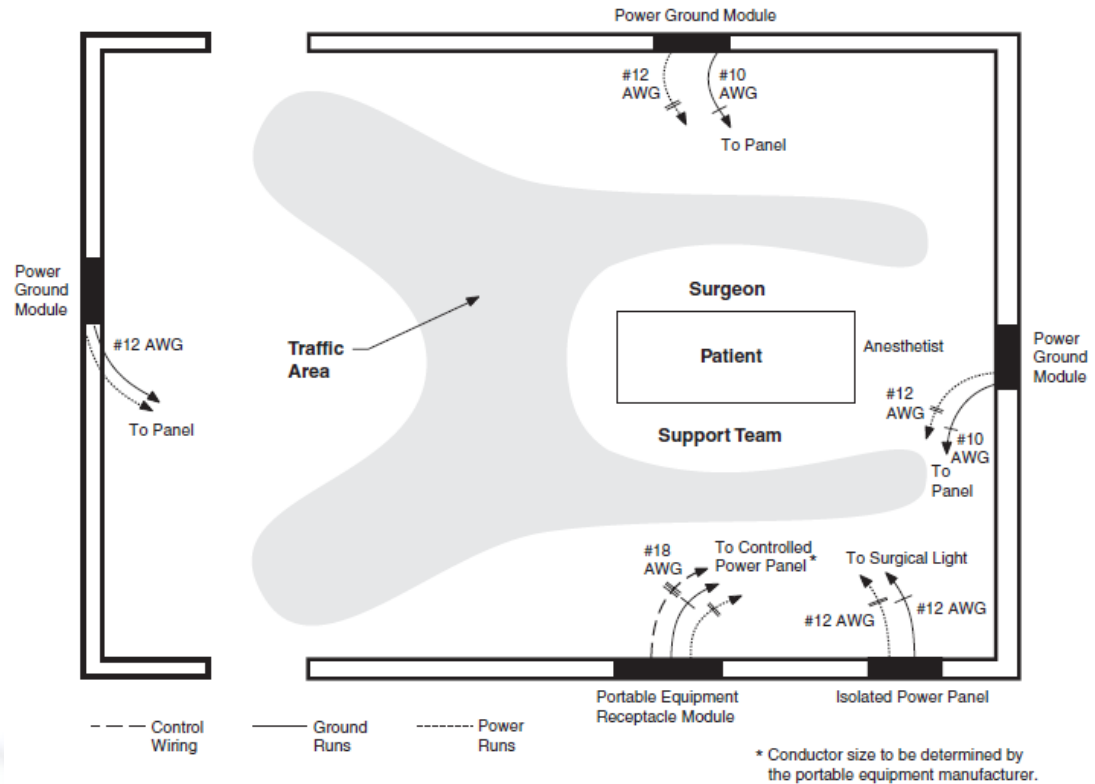 Power Ground Module
#12
AWG
#10
AWG
To Panel
Power
Ground
Module
#12 AWG
To Panel
Traffic
Area
Surgeon
Patient
Anesthetist
Support Team
Power
Ground
Module
#12
AWG
#10
AWG
To
Panel
#18
AWG
To Controlled
Power Panel *
To Surgical Light
#12 AWG
#12 AWG
Portable Equipment
Receptacle Module
Isolated Power Panel
Control
Wiring
Ground
Runs
Power
Runs
* Conductor size to be determined by
the portable equipment manufacturer.